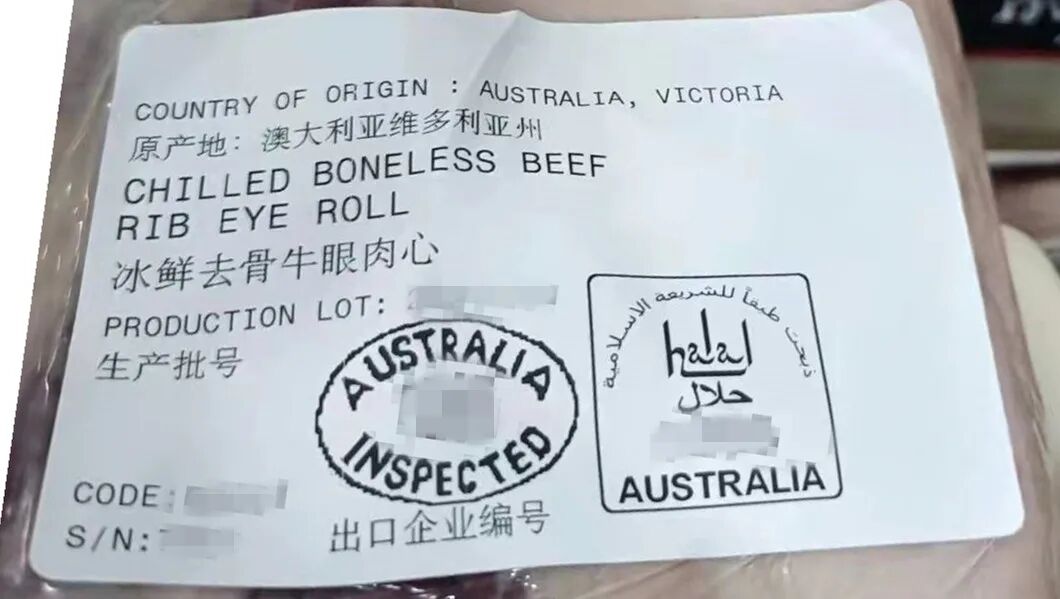 COUNTRY OF ORIGIN : AUSTRALIA, VICTORIA
原产地: 澳大利亚维多利亚州
CHILLED BONELESS BEEF
RIB EYE ROLL
冰鲜去骨牛眼肉心
PRODUCTION LOT:
生产批号
AUSTRALIA
INSPECTED
ذبحت طبقاً للشريعة الاسلامية
halal
حلال
AUSTRALIA
CODE:
S/N:
出口企业编号